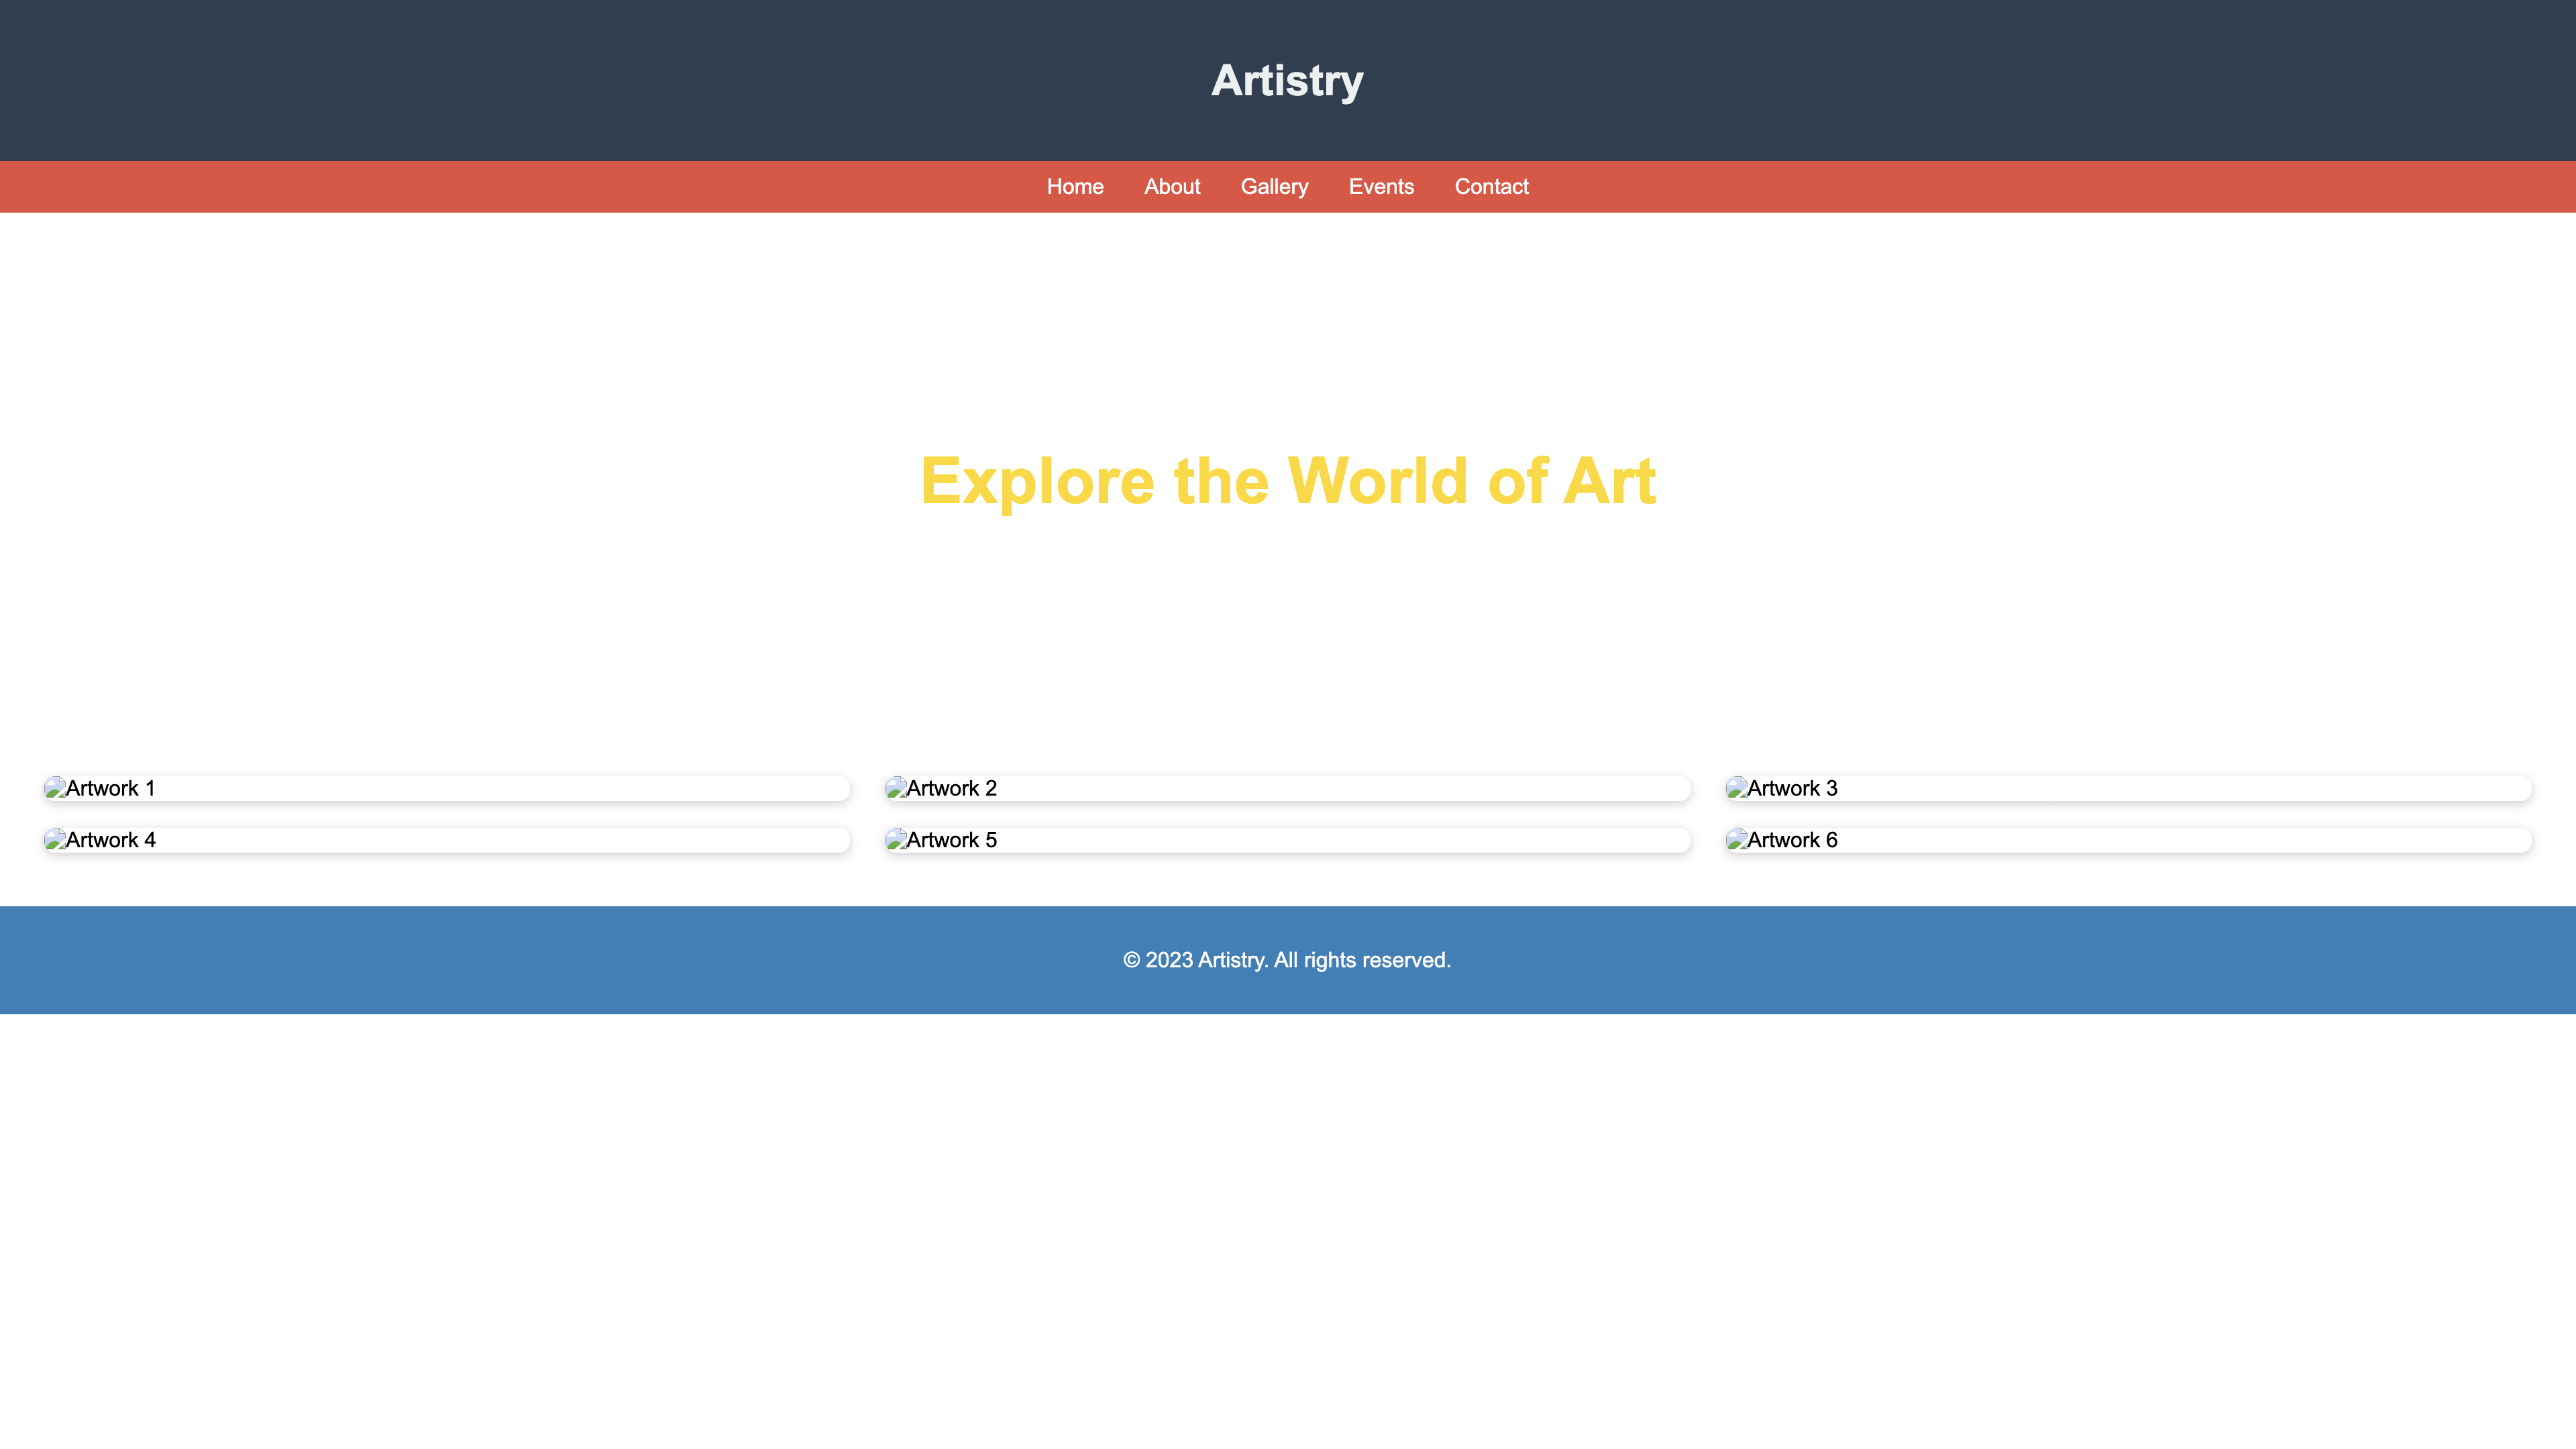 Artistry
Home About Gallery Events Contact
Explore the World of Art
Artwork 1 Artwork 2 Artwork 3
Artwork 4 Artwork 5 Artwork 6
© 2023 Artistry. All rights reserved.